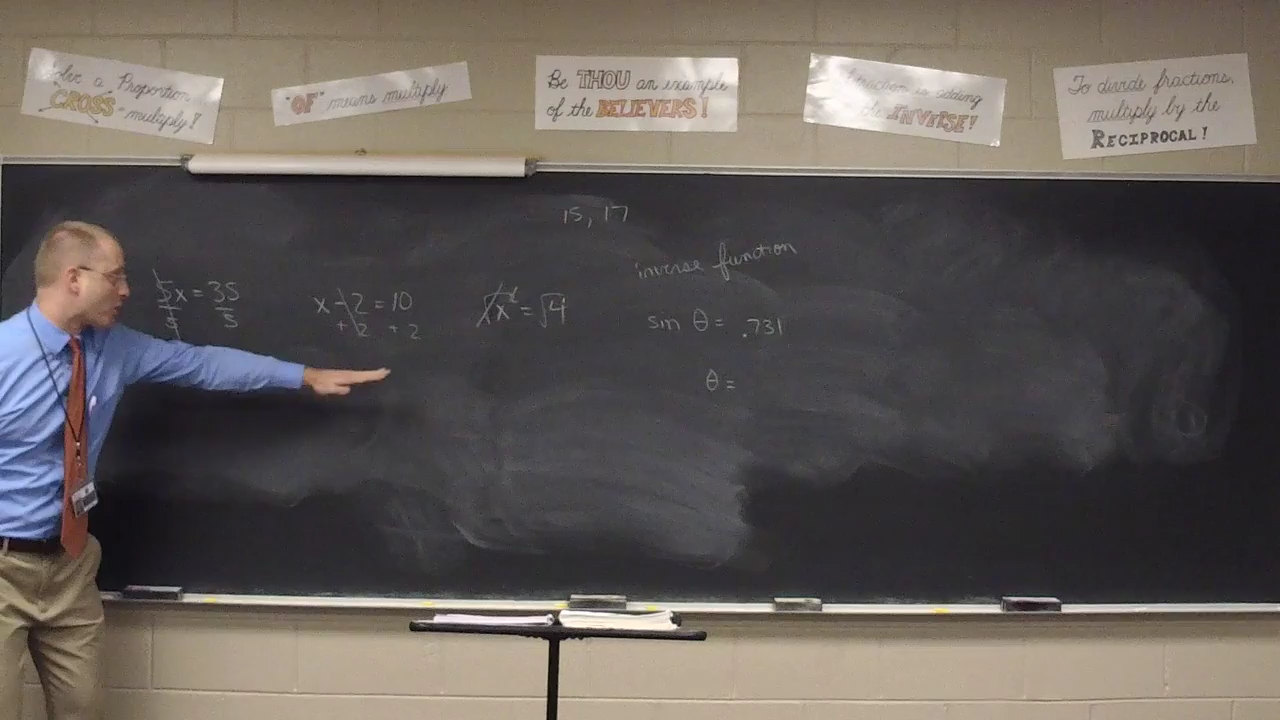 Solve a Proportion
CROSS-multiply!
"OF" means multiply
Be THOU an example
of the BELIEVERS!
is adding
the INVERSE!
To divide fractions,
multiply by the
RECIPROCAL!
15, 17
inverse function
5x = 35
5 5
x - 2 = 10
+ 2 + 2
√x² = √4
sin θ = .731
θ =